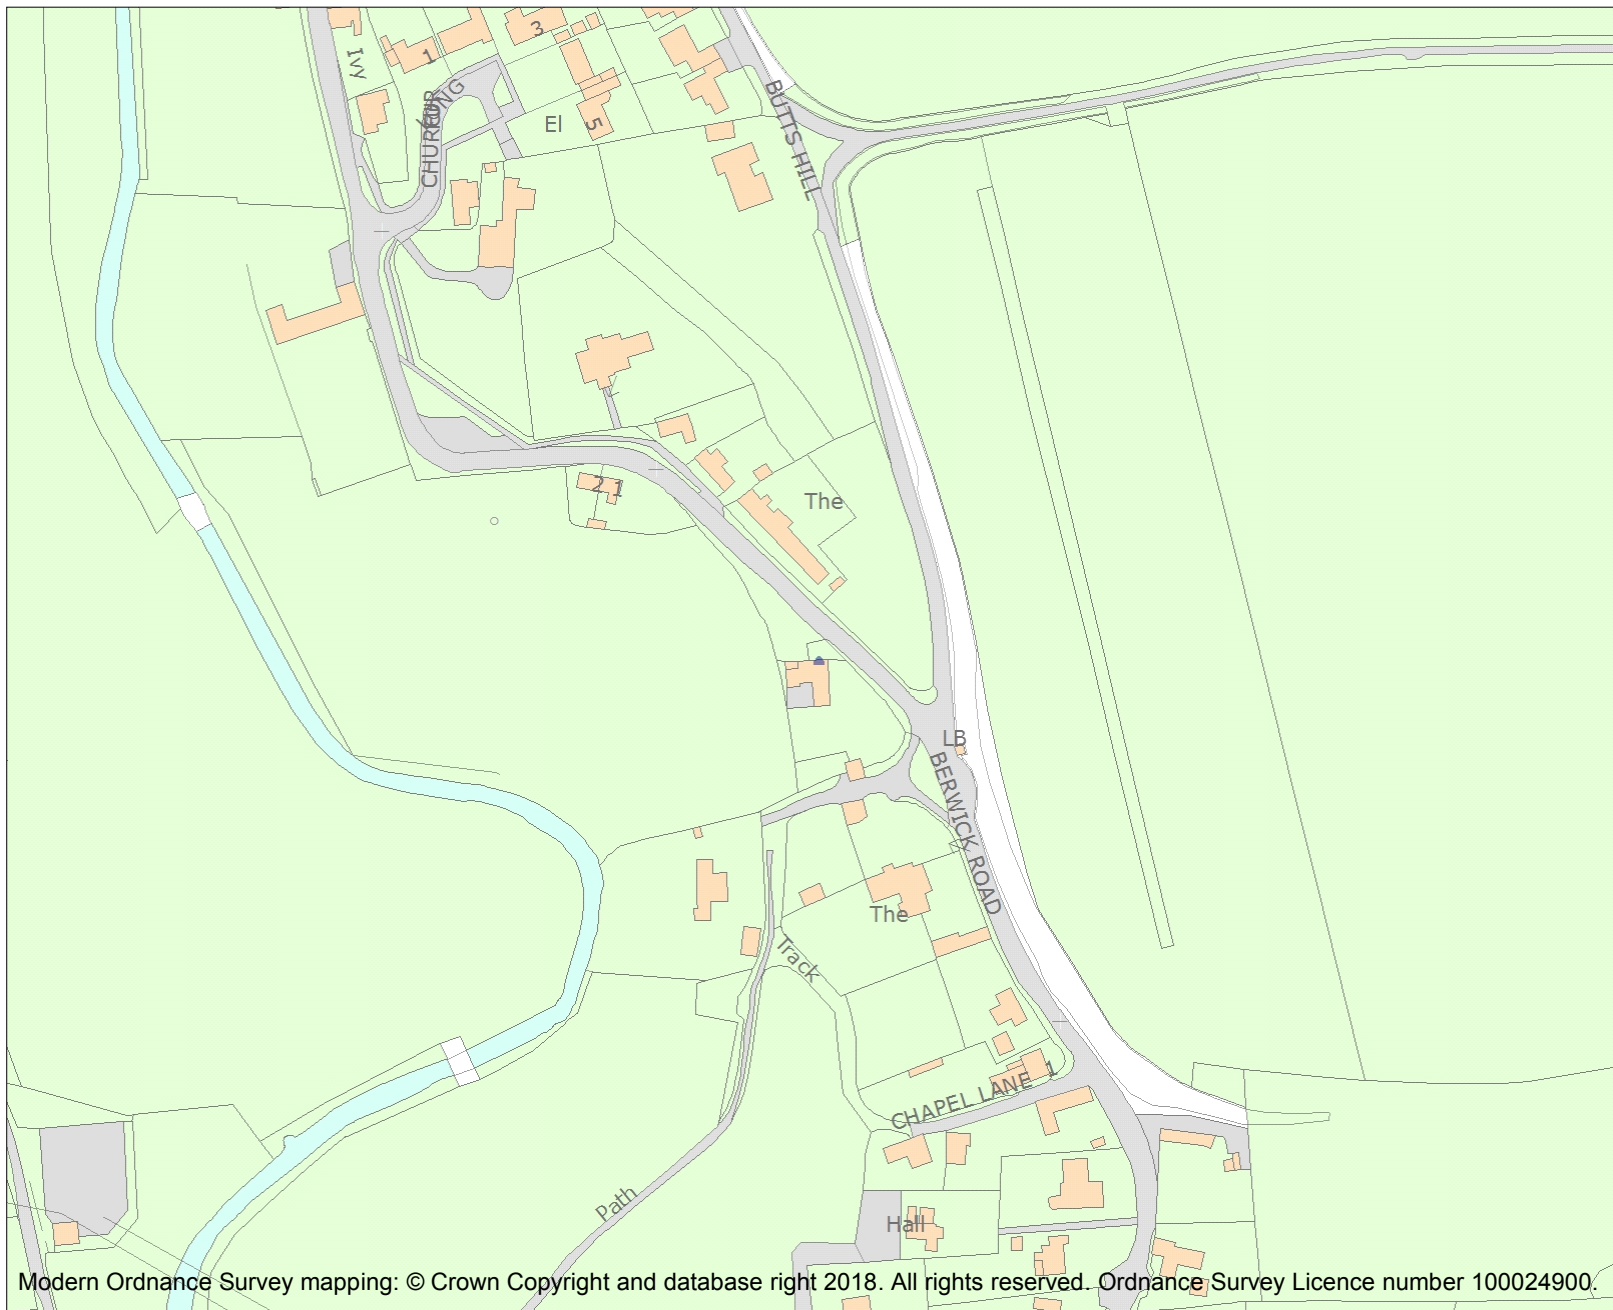 3
1
Ivy
BUTTS HILL
El
5
2 1
The
LB
BERWICK ROAD
The
Track
1
CHAPEL LANE
Path
Hall
Modern Ordnance Survey mapping: © Crown Copyright and database right 2018. All rights reserved. Ordnance Survey Licence number 100024900.